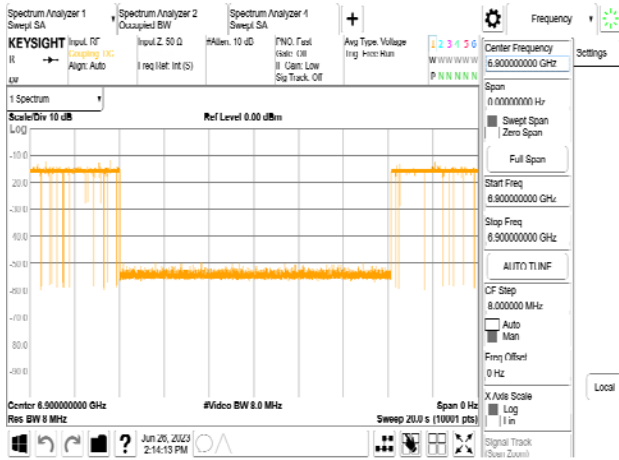 Spectrum Analyzer 1
Swept SA
Spectrum Analyzer 2
Occupied BW
Spectrum Analyzer 4
Swept SA
+
Frequency
KEYSIGHT
R
Input: RF
Coupling: DC
Align: Auto
Input Z: 50 Ω
Freq Ref: Int (S)
#Atten: 10 dB
PNO: Fast
Gate: Off
IF Gain: Low
Sig Track: Off
Avg Type: Voltage
Trig: Free Run
1 2 3 4 5 6
W W W W W W
P N N N N N
Center Frequency
6.900000000 GHz
Settings
Span
0.00000000 Hz
Swept Span
Zero Span
Full Span
Start Freq
6.900000000 GHz
Stop Freq
6.900000000 GHz
AUTO TUNE
CF Step
8.000000 MHz
Auto
Man
Freq Offset
0 Hz
X Axis Scale
Log
Lin
Signal Track
(Span Zoom)
Local
1 Spectrum
Scale/Div 10 dB
Ref Level 0.00 dBm
Log
-10.0
-20.0
-30.0
-40.0
-50.0
-60.0
-70.0
-80.0
-90.0
Center 6.900000000 GHz
#Video BW 8.0 MHz
Span 0 Hz
Res BW 8 MHz
Sweep 20.0 s (10001 pts)
?
Jun 26, 2023
2:14:13 PM